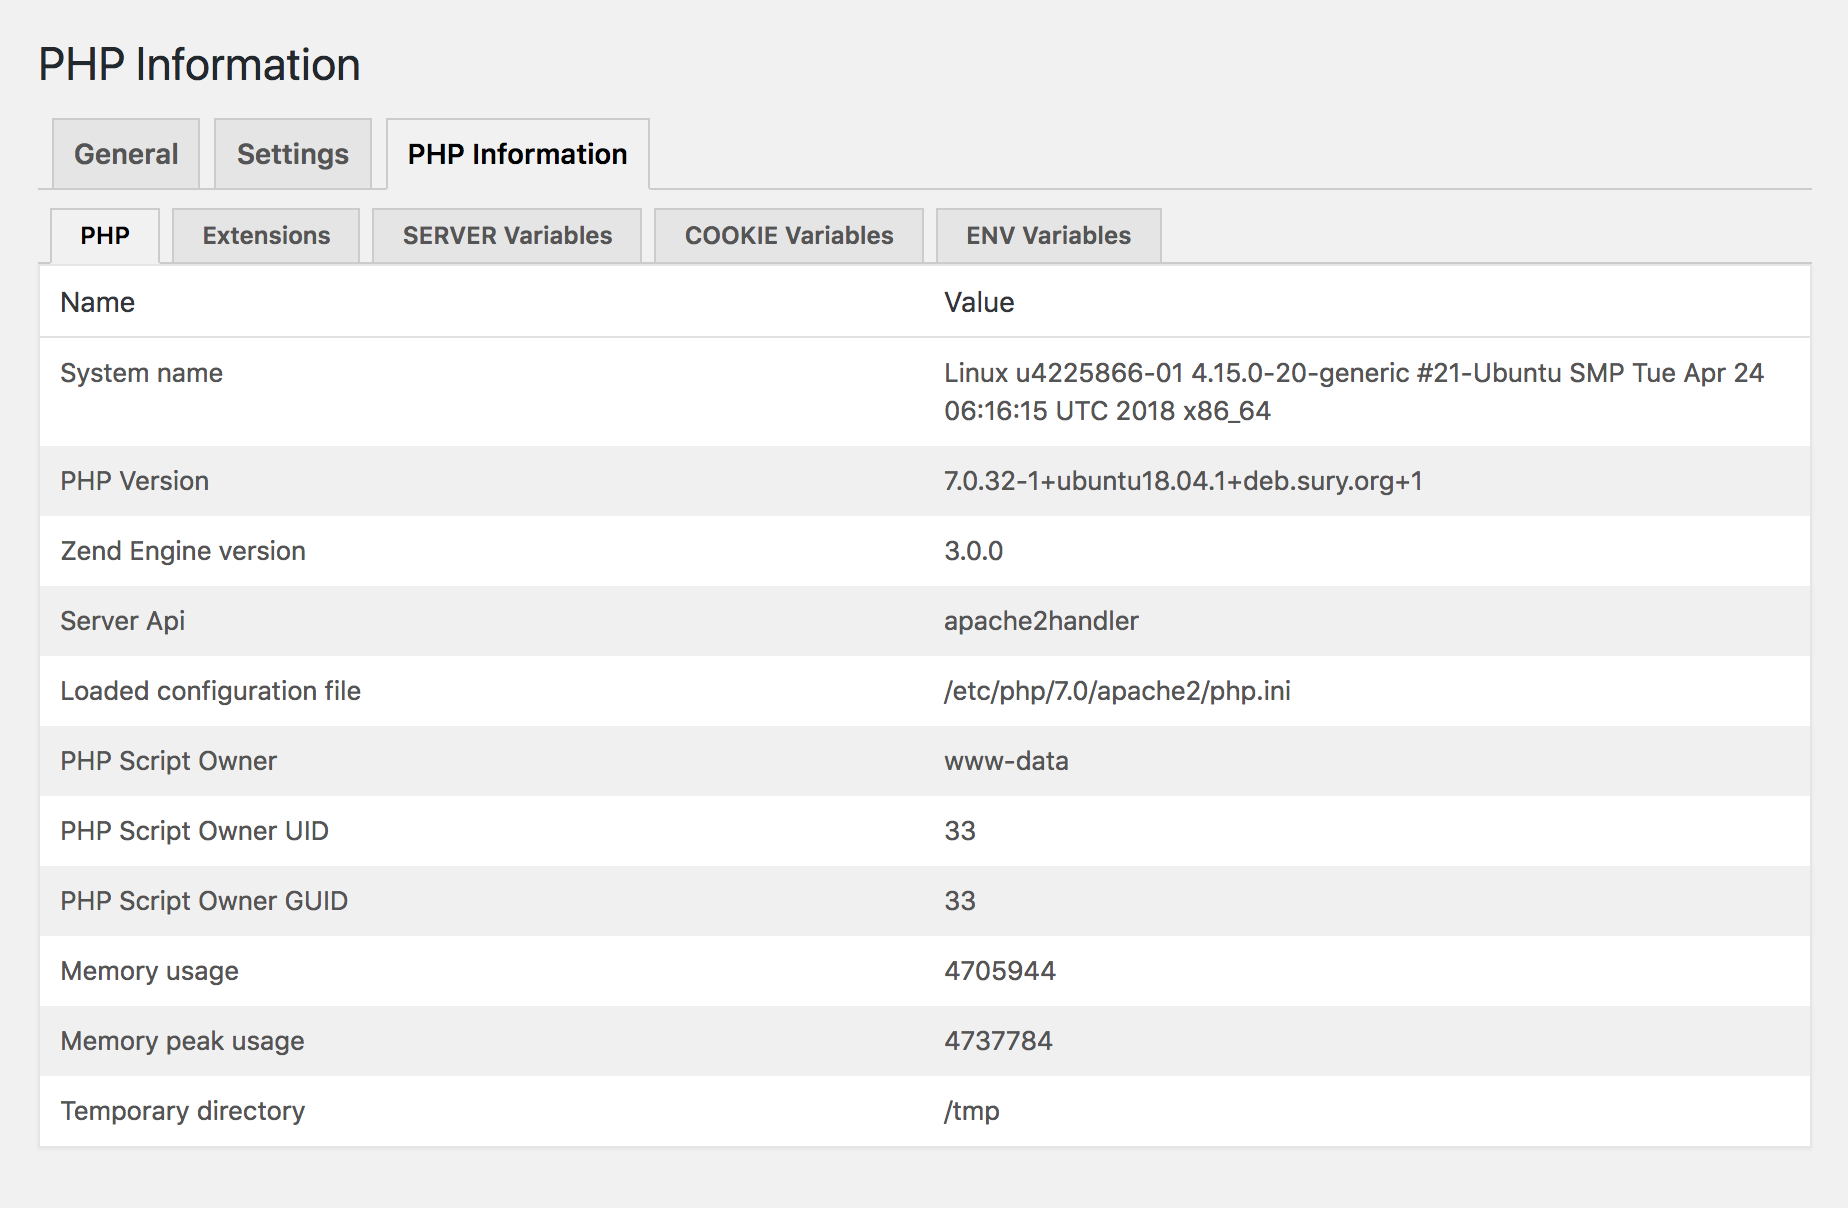 PHP Information
General Settings PHP Information
PHP Extensions SERVER Variables COOKIE Variables ENV Variables
Name Value
System name Linux u4225866-01 4.15.0-20-generic #21-Ubuntu SMP Tue Apr 24
06:16:15 UTC 2018 x86_64
PHP Version 7.0.32-1+ubuntu18.04.1+deb.sury.org+1
Zend Engine version 3.0.0
Server Api apache2handler
Loaded configuration file /etc/php/7.0/apache2/php.ini
PHP Script Owner www-data
PHP Script Owner UID 33
PHP Script Owner GUID 33
Memory usage 4705944
Memory peak usage 4737784
Temporary directory /tmp